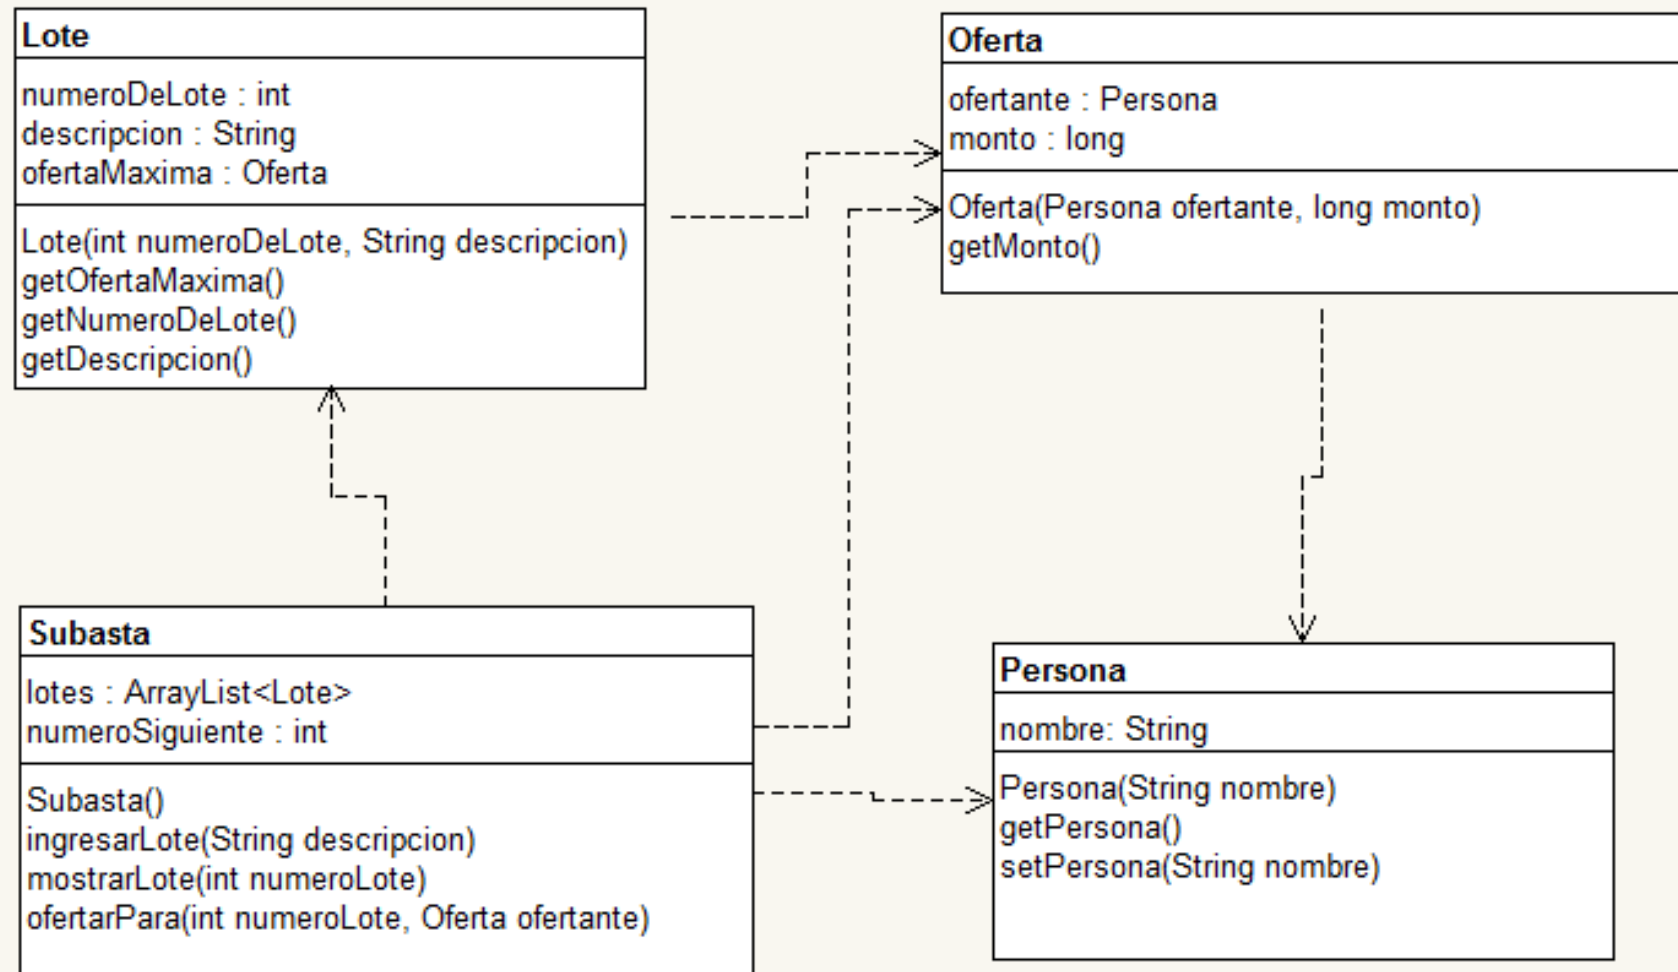 Lote
numeroDeLote : int
descripcion : String
ofertaMaxima : Oferta
Lote(int numeroDeLote, String descripcion)
getOfertaMaxima()
getNumeroDeLote()
getDescripcion()
Oferta
ofertante : Persona
monto : long
Oferta(Persona ofertante, long monto)
getMonto()
Subasta
lotes : ArrayList<Lote>
numeroSiguiente : int
Subasta()
ingresarLote(String descripcion)
mostrarLote(int numeroLote)
ofertarPara(int numeroLote, Oferta ofertante)
Persona
nombre: String
Persona(String nombre)
getPersona()
setPersona(String nombre)